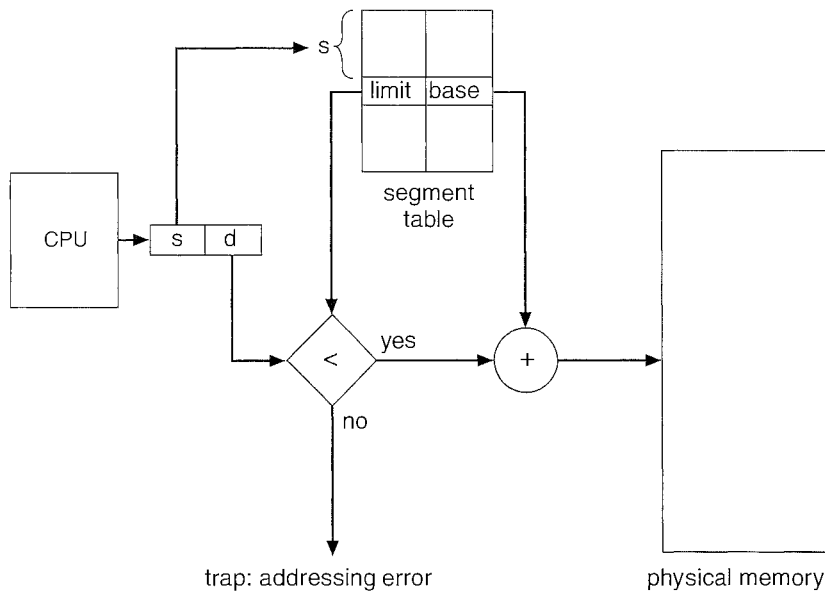 s
limit base
segment
table
CPU
s d
<
yes
+
no
trap: addressing error
physical memory